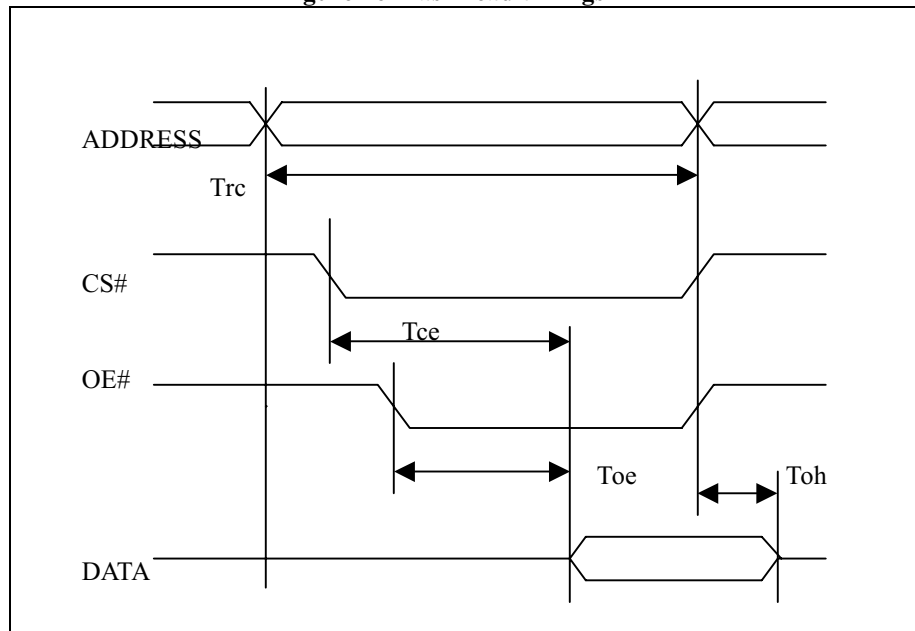 ADDRESS
Trc
CS#
Tce
OE#
Toe
Toh
DATA